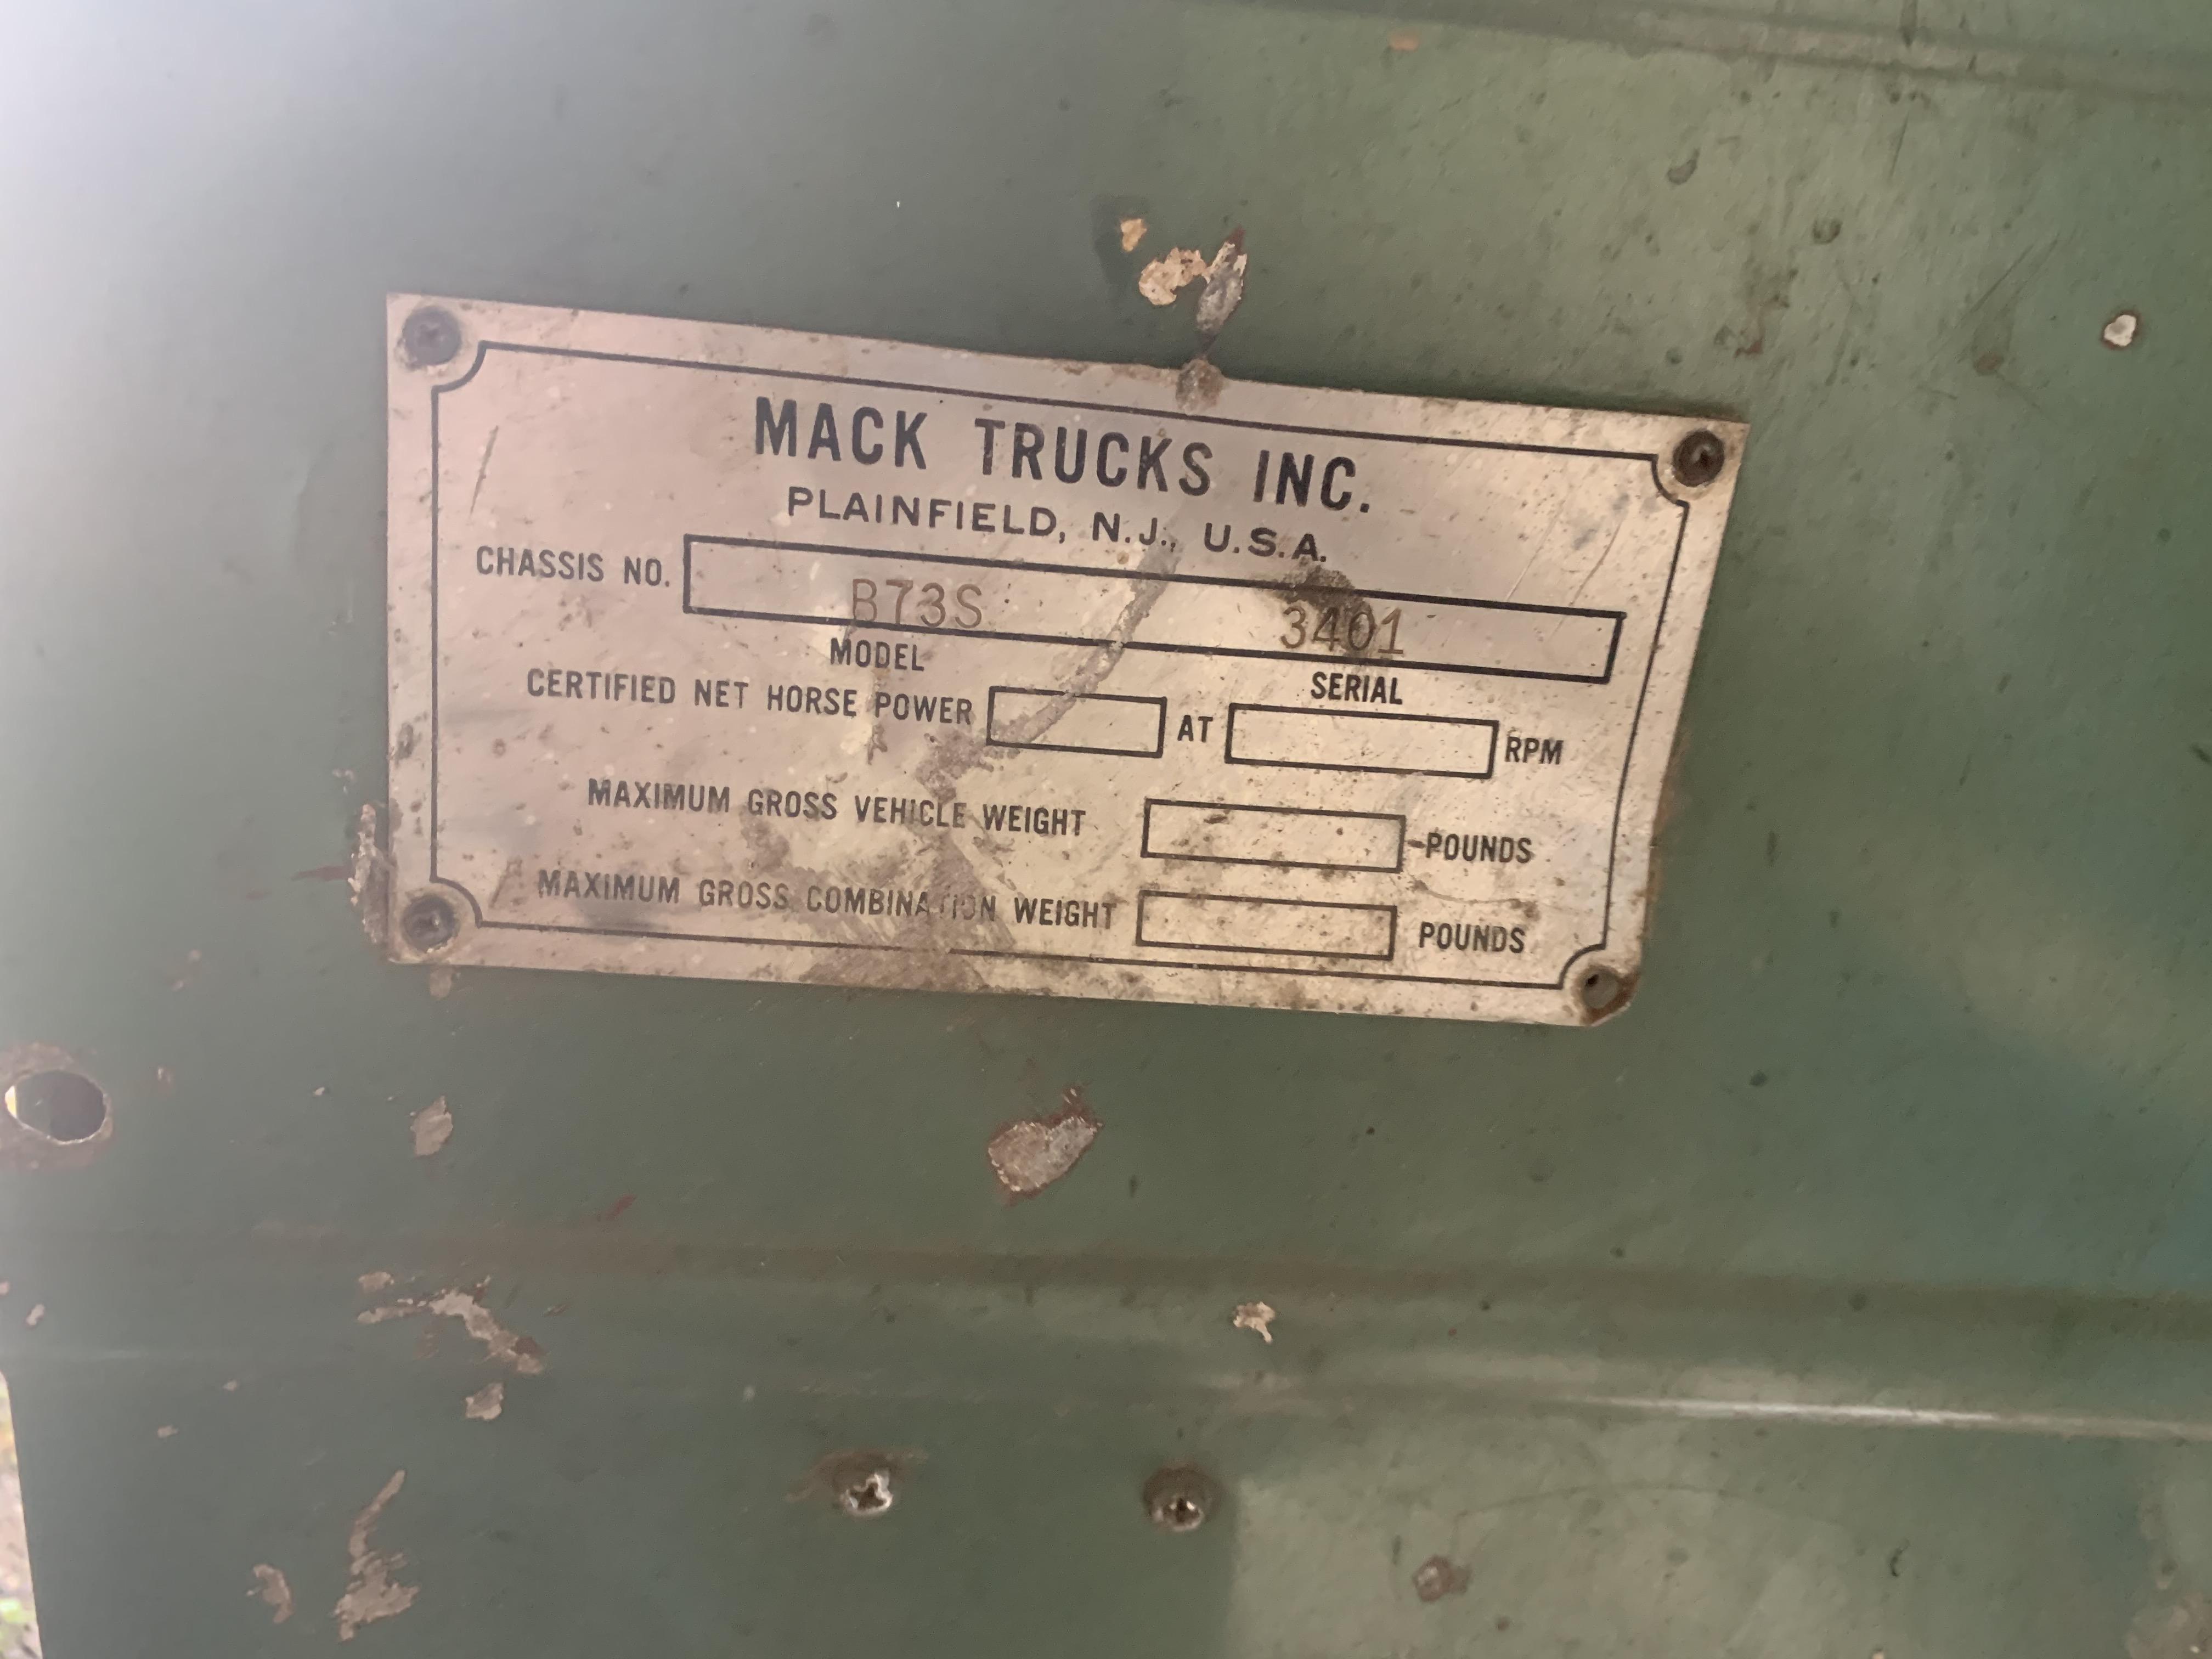 MACK TRUCKS INC.
PLAINFIELD, N.J., U.S.A.
CHASSIS NO. B73S 3401
MODEL SERIAL
CERTIFIED NET HORSE POWER AT RPM
MAXIMUM GROSS VEHICLE WEIGHT POUNDS
MAXIMUM GROSS COMBINATION WEIGHT POUNDS